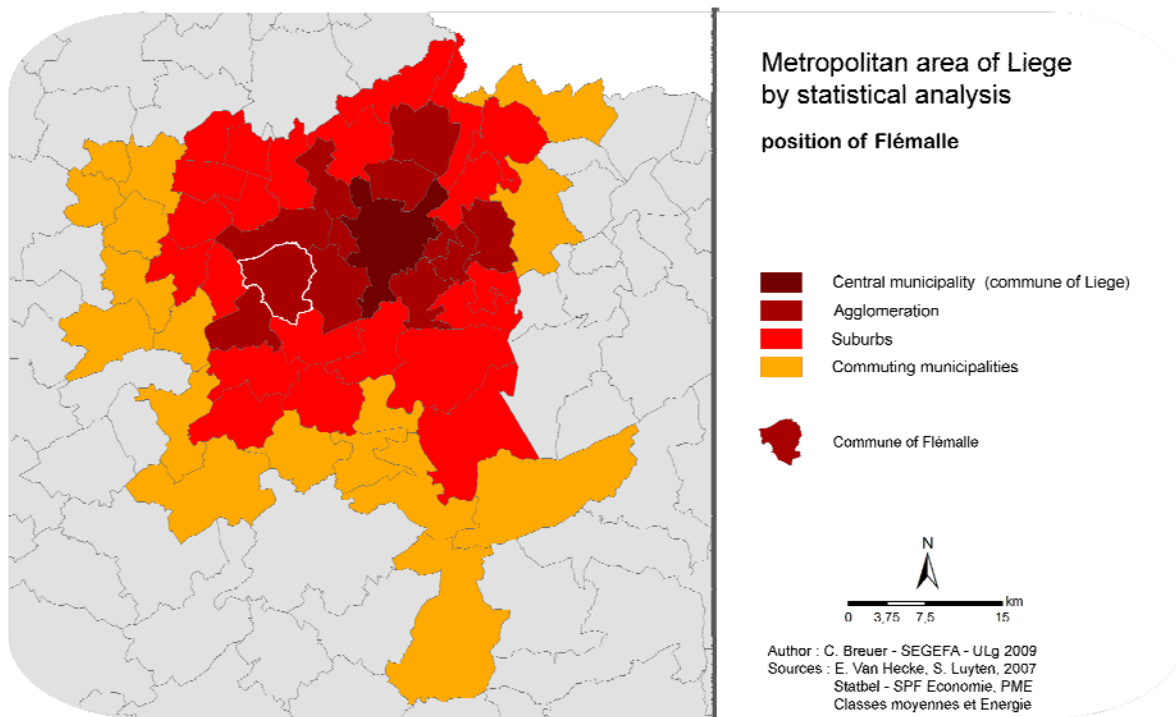 Metropolitan area of Liege
by statistical analysis
position of Flémalle
Central municipality (commune of Liege)
Agglomeration
Suburbs
Commuting municipalities
Commune of Flémalle
N
km
0 3,75 7,5 15
Author : C. Breuer - SEGEFA - ULg 2009
Sources : E. Van Hecke, S. Luyten, 2007
Statbel - SPF Economie, PME
Classes moyennes et Energie